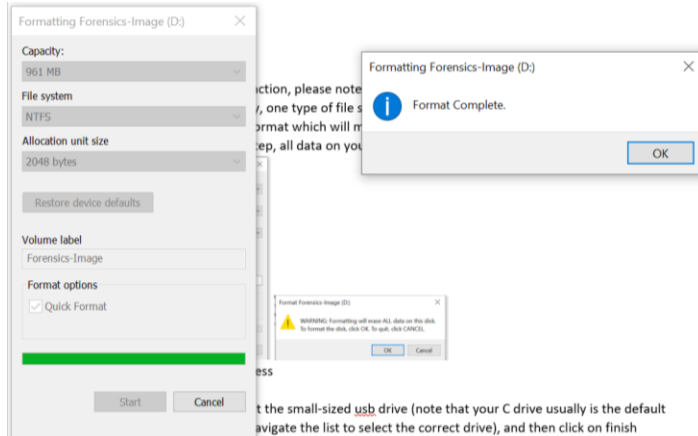 Formatting Forensics-Image (D:)
Capacity:
961 MB
File system
NTFS
Allocation unit size
2048 bytes
Restore device defaults
Volume label
Forensics-Image
Format options
Quick Format
Start
Cancel
ction, please note
, one type of file s
ormat which will m
ep, all data on you
Formatting Forensics-Image (D:)
Format Complete.
OK
Format Forensics-Image (D:)
WARNING: Formatting will erase ALL data on this disk.
To format the disk, click OK. To quit, click CANCEL.
OK
Cancel
ess
t the small-sized usb drive (note that your C drive usually is the default
avigate the list to select the correct drive), and then click on finish